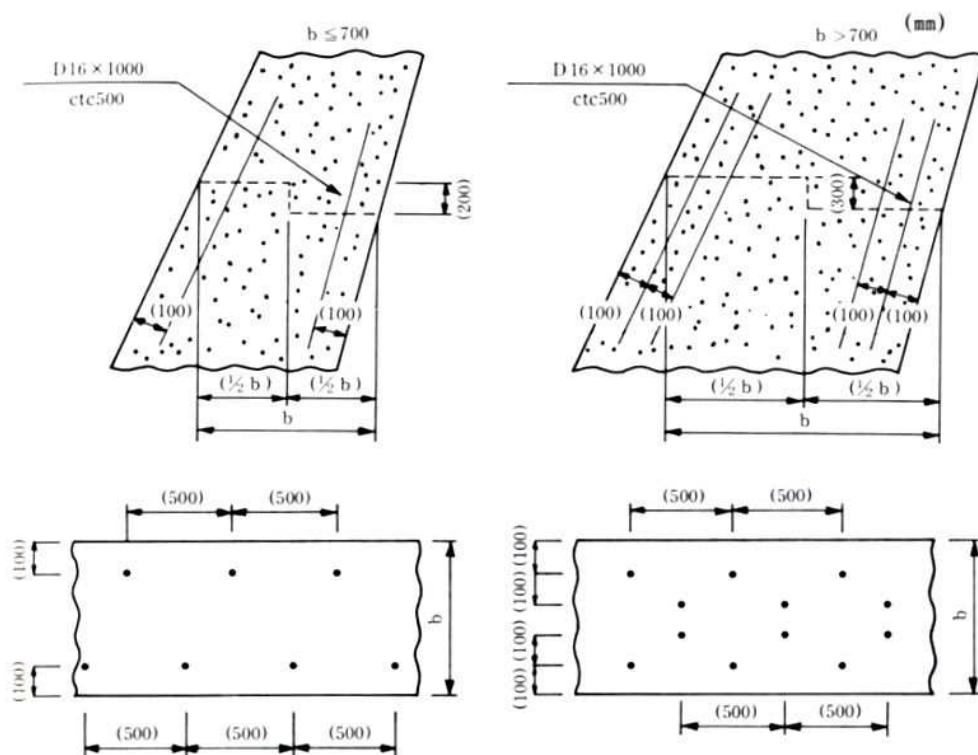 (mm)
b ≦ 700
b > 700
D16×1000
ctc500
D16×1000
ctc500
(200)
(300)
(100)
(100)
(100)
(100)
(100)
(100)
(½ b)
(½ b)
(½ b)
(½ b)
b
b
(500)
(500)
(500)
(500)
(100)
(100)
b
(100)
(100)
(100)
(100)
b
(500)
(500)
(500)
(500)
(500)